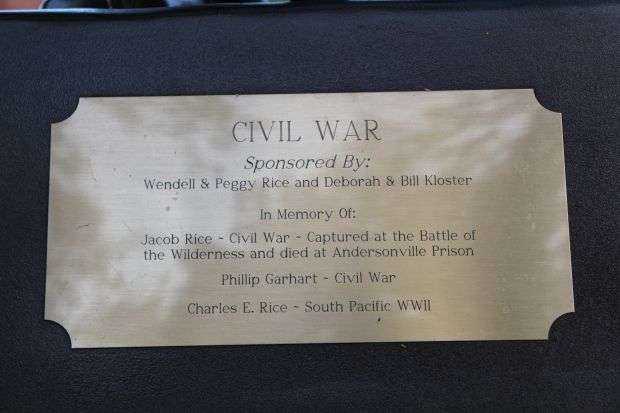 CIVIL WAR
Sponsored By:
Wendell & Peggy Rice and Deborah & Bill Kloster
In Memory Of:
Jacob Rice - Civil War - Captured at the Battle of
the Wilderness and died at Andersonville Prison
Phillip Garhart - Civil War
Charles E. Rice - South Pacific WWII